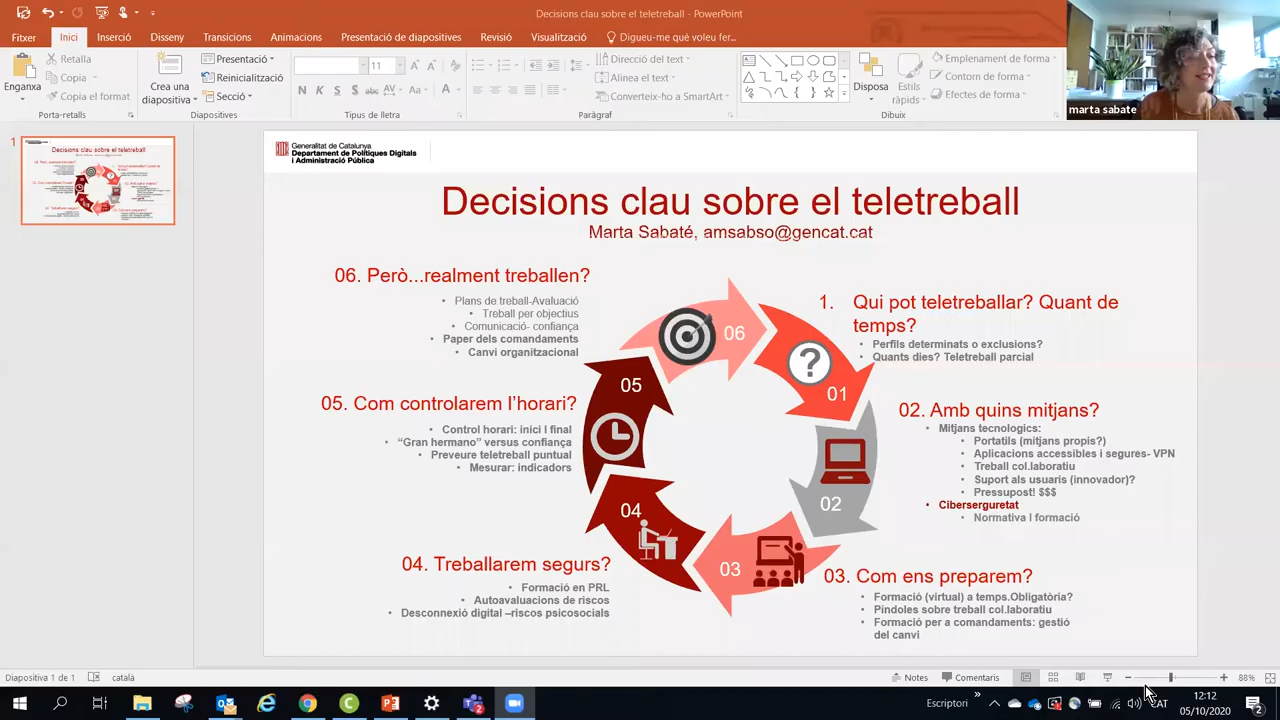 Decisions clau sobre el teletreball - PowerPoint
Fitxer Inici Inserció Disseny Transicions Animacions Presentació de diapositives Revisió Visualització Digueu-me què voleu fer...
Enganxa
Retalla
Copia
Copia el format
Porta-retalls
Crea una diapositiva
Presentació
Reinicialització
Secció
Diapositives
11
N K S S abc AV Aa A
Tipus de lletra
Direcció del text
Alinea el text
Converteix-ho a SmartArt
Paràgraf
Disposa
Estils ràpids
Emplenament de forma
Contorn de forma
Efectes de forma
Dibuix
marta sabate
1
Generalitat de Catalunya
Departament de Polítiques Digitals
i Administració Pública
Decisions clau sobre el teletreball
Marta Sabaté, amsabso@gencat.cat
06. Però...realment treballen?
• Plans de treball-Avaluació
• Treball per objectius
• Comunicació- confiança
• Paper dels comandaments
• Canvi organitzacional
1. Qui pot teletreballar? Quant de
temps?
• Perfils determinats o exclusions?
• Quants dies? Teletreball parcial
05. Com controlarem l'horari?
• Control horari: inici I final
• “Gran hermano” versus confiança
• Preveure teletreball puntual
• Mesurar: indicadors
02. Amb quins mitjans?
• Mitjans tecnologics:
• Portatils (mitjans propis?)
• Aplicacions accessibles i segures- VPN
• Treball col.laboratiu
• Suport als usuaris (innovador)?
• Pressupost! $$$
• Ciberserguretat
• Normativa I formació
04. Treballarem segurs?
• Formació en PRL
• Autoavaluacions de riscos
• Desconnexió digital –riscos psicosocials
03. Com ens preparem?
• Formació (virtual) a temps.Obligatòria?
• Píndoles sobre treball col.laboratiu
• Formació per a comandaments: gestió
del canvi
06
01
05
02
04
03
Diapositiva 1 de 1 català Notes Comentaris 88%
Escriptori » CAT 12:12
05/10/2020
2